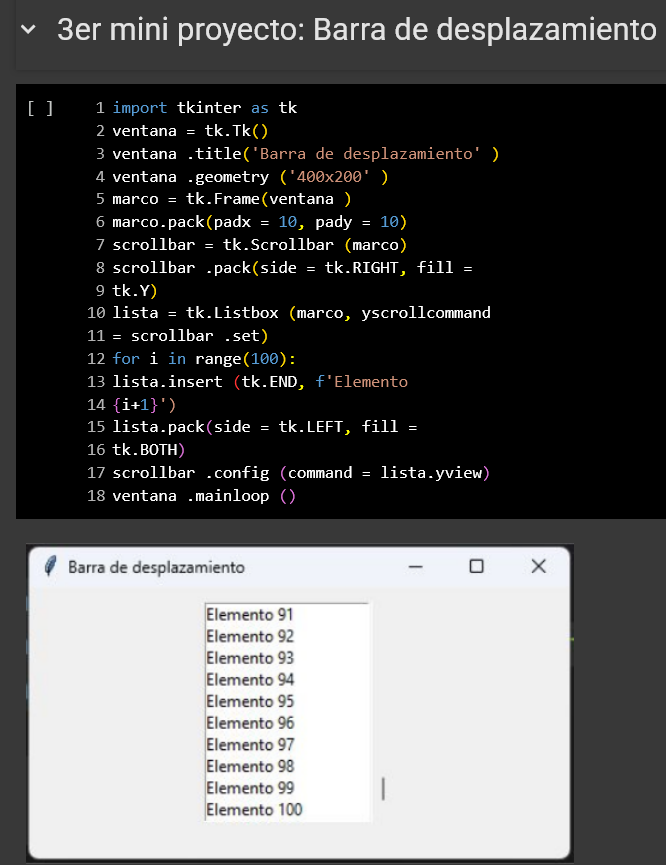 3er mini proyecto: Barra de desplazamiento
[ ]
1 import tkinter as tk
2 ventana = tk.Tk()
3 ventana .title('Barra de desplazamiento' )
4 ventana .geometry ('400x200' )
5 marco = tk.Frame(ventana )
6 marco.pack(padx = 10, pady = 10)
7 scrollbar = tk.Scrollbar (marco)
8 scrollbar .pack(side = tk.RIGHT, fill =
9 tk.Y)
10 lista = tk.Listbox (marco, yscrollcommand
11 = scrollbar .set)
12 for i in range(100):
13 lista.insert (tk.END, f'Elemento
14 {i+1}')
15 lista.pack(side = tk.LEFT, fill =
16 tk.BOTH)
17 scrollbar .config (command = lista.yview)
18 ventana .mainloop ()
Barra de desplazamiento
Elemento 91
Elemento 92
Elemento 93
Elemento 94
Elemento 95
Elemento 96
Elemento 97
Elemento 98
Elemento 99
Elemento 100